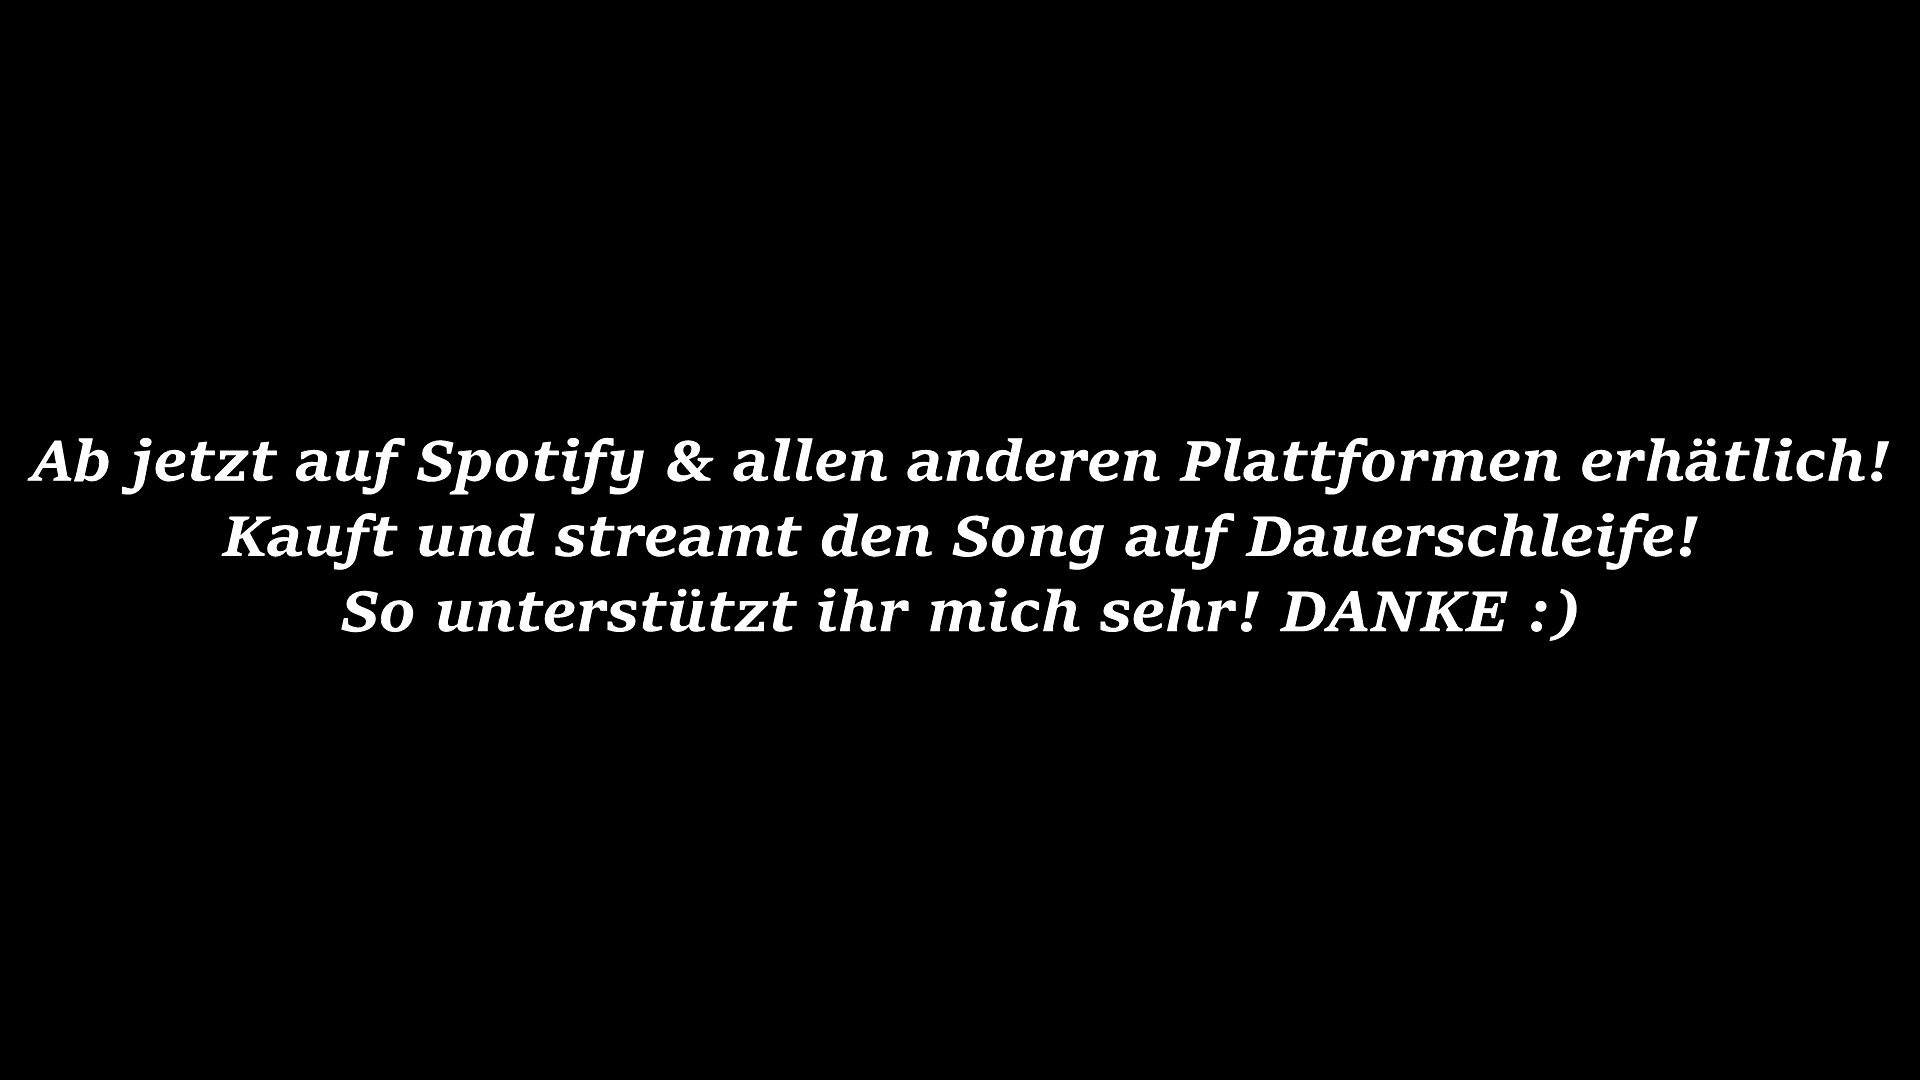 Ab jetzt auf Spotify & allen anderen Plattformen erhätlich!
Kauft und streamt den Song auf Dauerschleife!
So unterstützt ihr mich sehr! DANKE :)